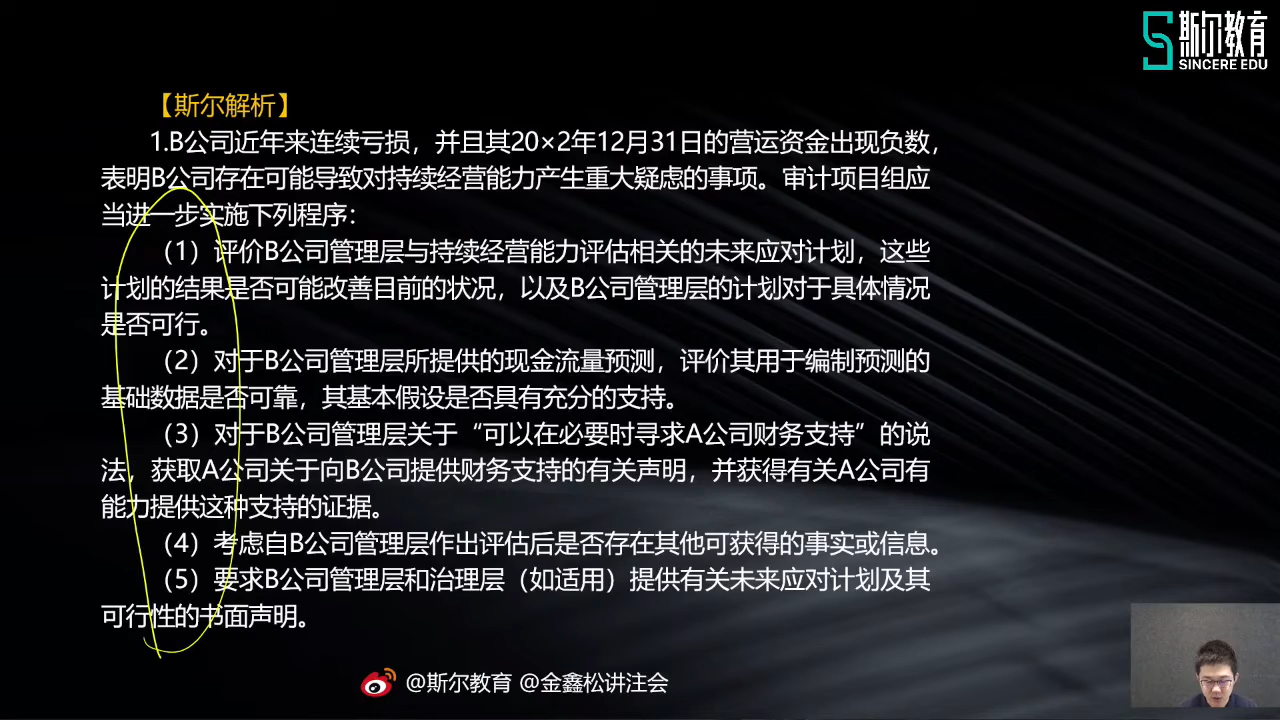 斯尔教育
SINCERE EDU
【斯尔解析】
1.B公司近年来连续亏损，并且其20×2年12月31日的营运资金出现负数，
表明B公司存在可能导致对持续经营能力产生重大疑虑的事项。审计项目组应
当进一步实施下列程序：
（1）评价B公司管理层与持续经营能力评估相关的未来应对计划，这些
计划的结果是否可能改善目前的状况，以及B公司管理层的计划对于具体情况
是否可行。
（2）对于B公司管理层所提供的现金流量预测，评价其用于编制预测的
基础数据是否可靠，其基本假设是否具有充分的支持。
（3）对于B公司管理层关于“可以在必要时寻求A公司财务支持”的说
法，获取A公司关于向B公司提供财务支持的有关声明，并获得有关A公司有
能力提供这种支持的证据。
（4）考虑自B公司管理层作出评估后是否存在其他可获得的事实或信息。
（5）要求B公司管理层和治理层（如适用）提供有关未来应对计划及其
可行性的书面声明。
@斯尔教育 @金鑫松讲注会